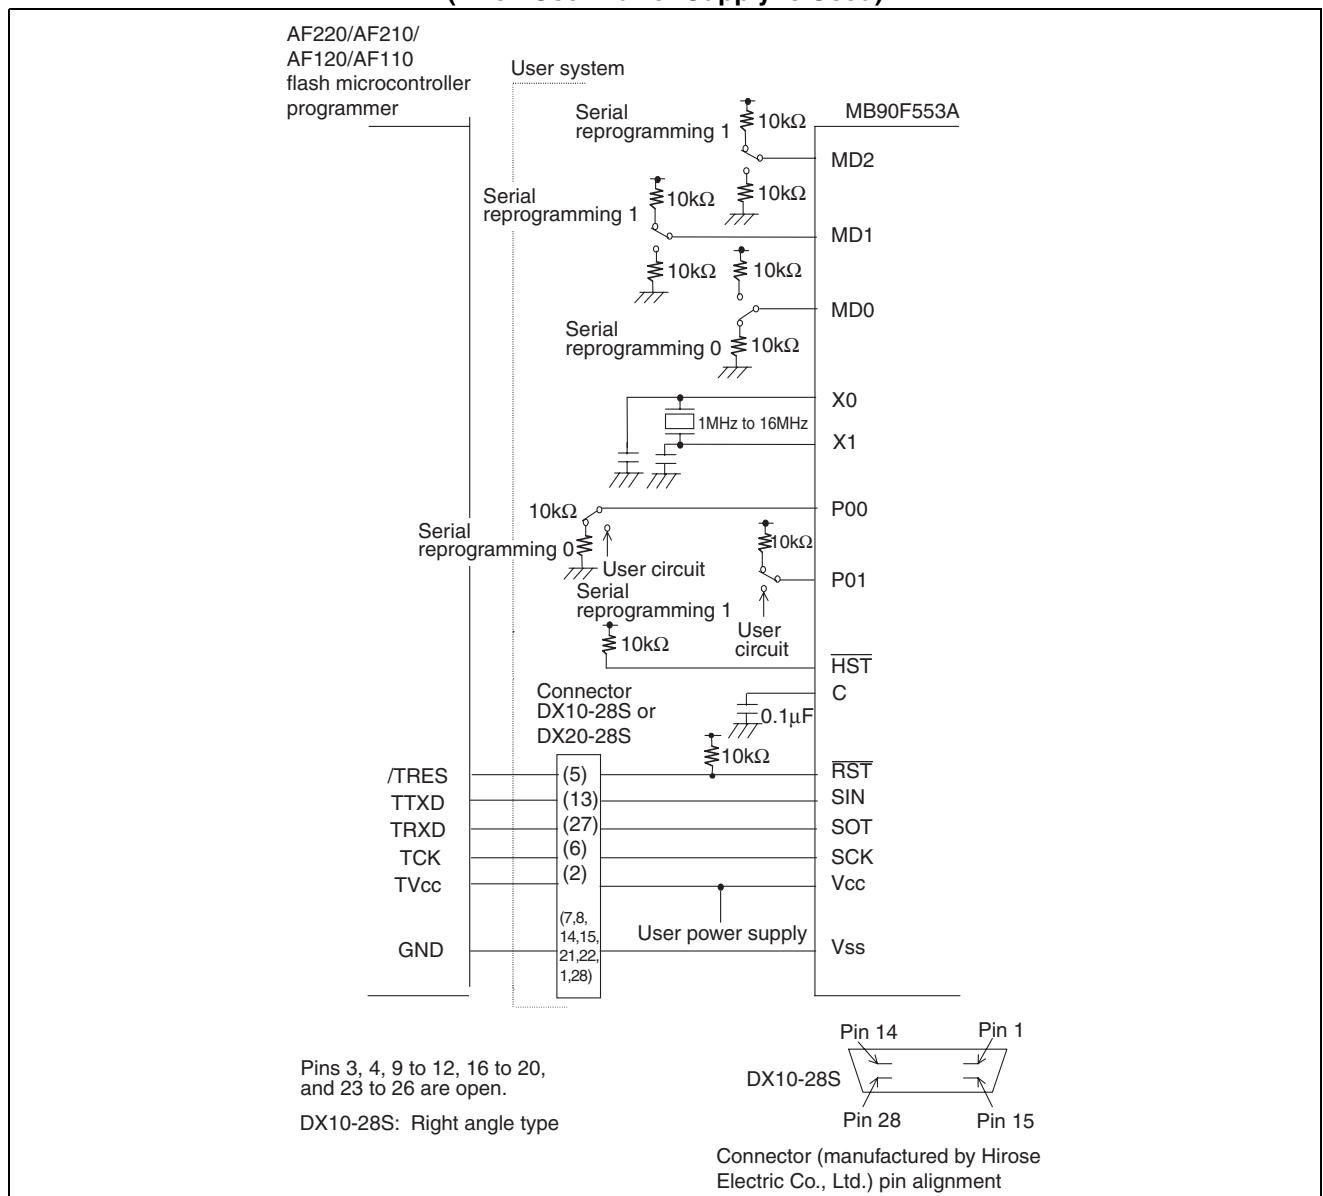 AF220/AF210/
AF120/AF110
flash microcontroller
programmer
User system
MB90F553A
Serial
reprogramming 1
10kΩ
MD2
10kΩ
Serial
reprogramming 1
10kΩ
MD1
10kΩ
10kΩ
MD0
Serial
reprogramming 0
10kΩ
X0
1MHz to 16MHz
X1
10kΩ
P00
Serial
reprogramming 0
User circuit
10kΩ
P01
Serial
reprogramming 1
User
circuit
10kΩ
HST
C
0.1μF
Connector
DX10-28S or
DX20-28S
10kΩ
/TRES
(5)
RST
TTXD
(13)
SIN
TRXD
(27)
SOT
TCK
(6)
SCK
TVcc
(2)
Vcc
User power supply
GND
(7,8,
14,15,
21,22,
1,28)
Vss
Pins 3, 4, 9 to 12, 16 to 20,
and 23 to 26 are open.
DX10-28S: Right angle type
Pin 14
Pin 1
DX10-28S
Pin 28
Pin 15
Connector (manufactured by Hirose
Electric Co., Ltd.) pin alignment